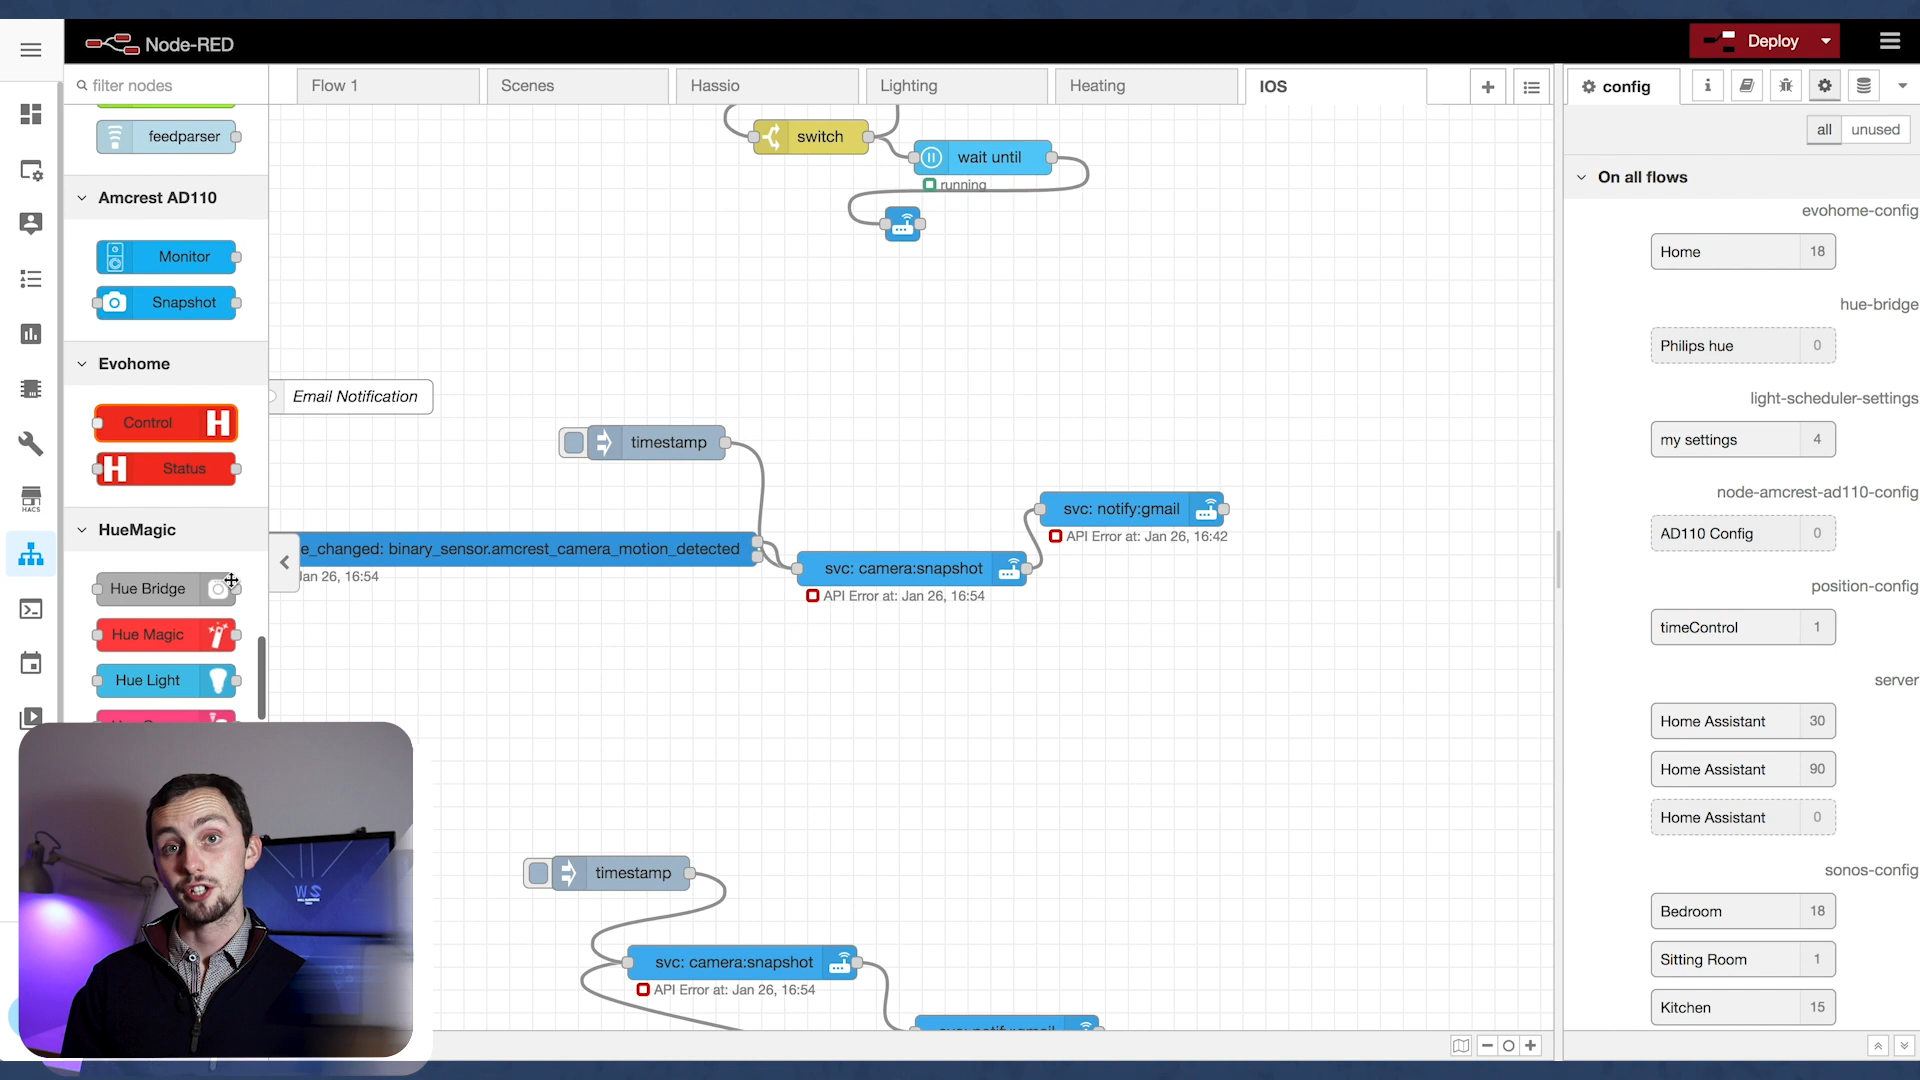 Node-RED
Deploy
filter nodes
Flow 1
Scenes
Hassio
Lighting
Heating
IOS
config
all
unused
feedparser
Amcrest AD110
Monitor
Snapshot
Evohome
Control
Status
HueMagic
Hue Bridge
Hue Magic
Hue Light
HACS
switch
wait until
running
Email Notification
timestamp
e_changed: binary_sensor.amcrest_camera_motion_detected
Jan 26, 16:54
svc: notify:gmail
API Error at: Jan 26, 16:42
svc: camera:snapshot
API Error at: Jan 26, 16:54
timestamp
svc: camera:snapshot
API Error at: Jan 26, 16:54
On all flows
evohome-config
Home 18
hue-bridge
Philips hue 0
light-scheduler-settings
my settings 4
node-amcrest-ad110-config
AD110 Config 0
position-config
timeControl 1
server
Home Assistant 30
Home Assistant 90
Home Assistant 0
sonos-config
Bedroom 18
Sitting Room 1
Kitchen 15
WS